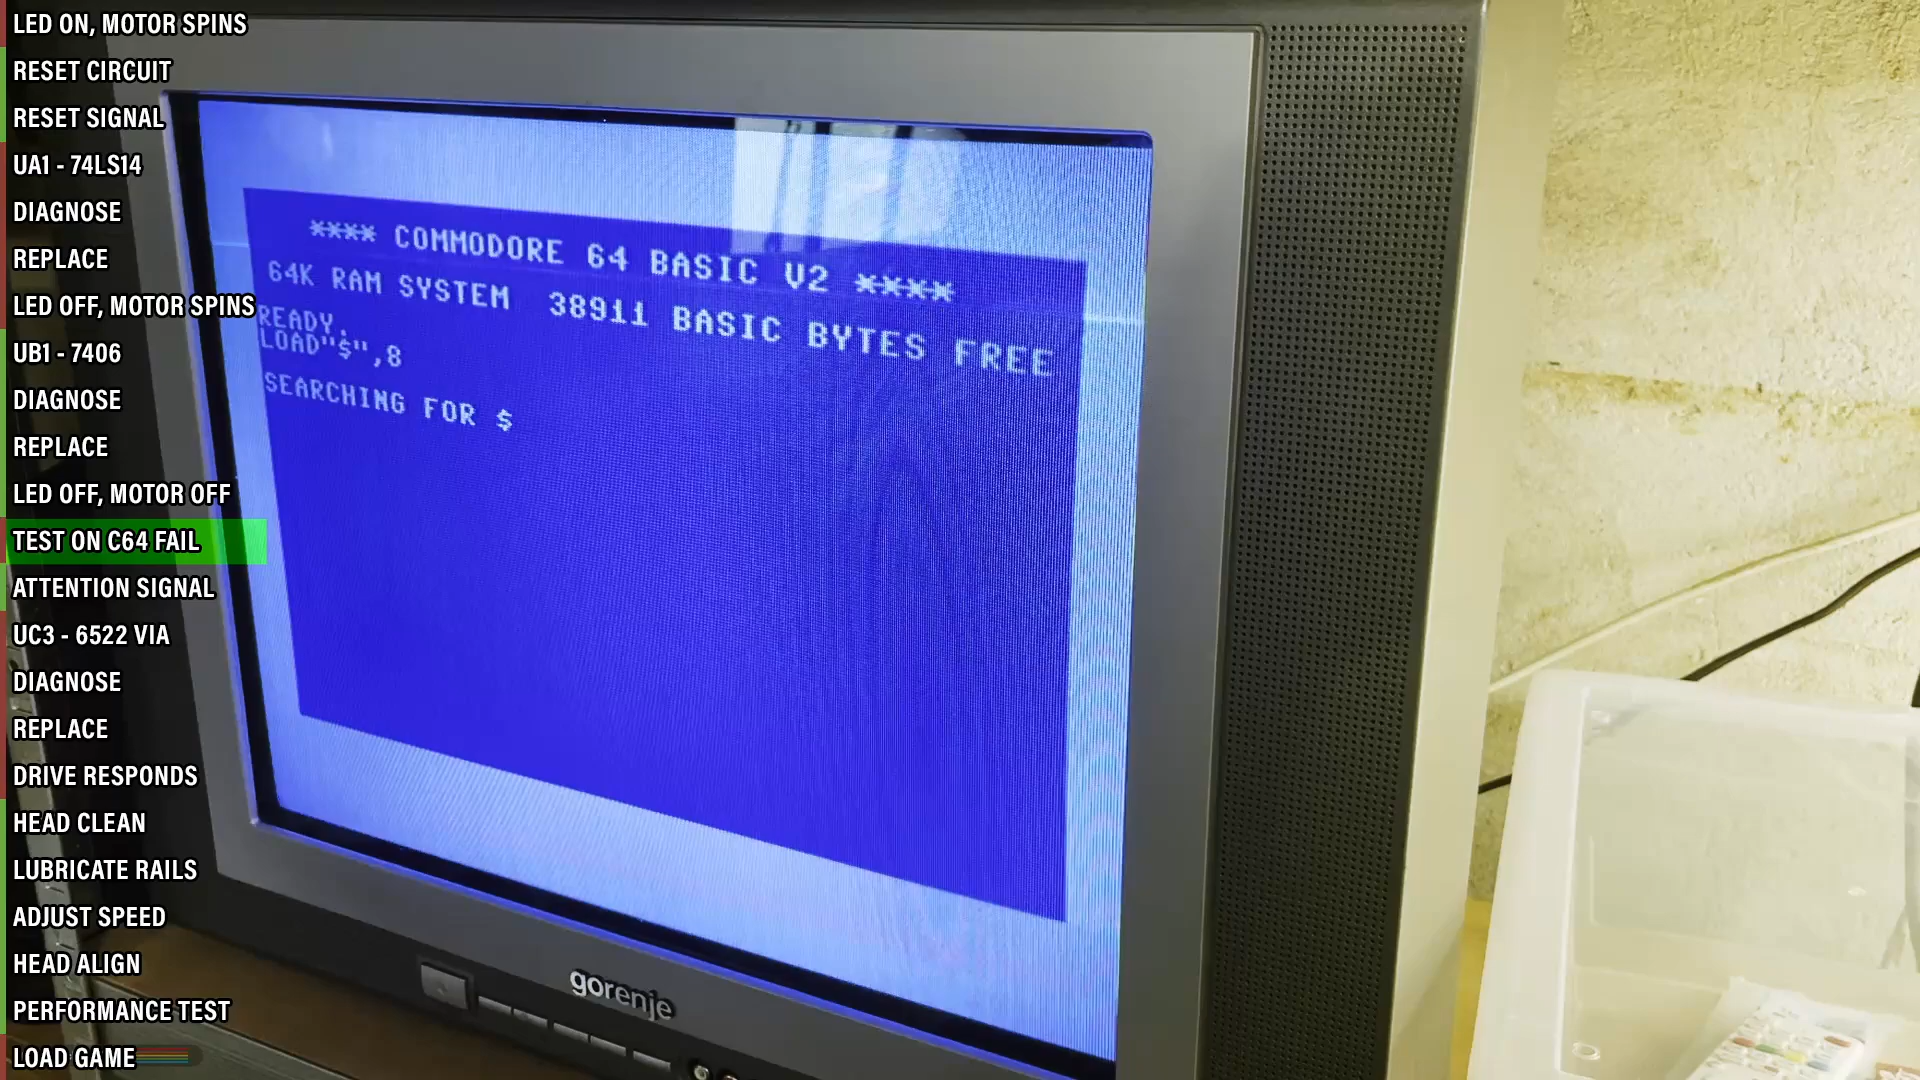 LED ON, MOTOR SPINS
RESET CIRCUIT
RESET SIGNAL
UA1 - 74LS14
DIAGNOSE
REPLACE
LED OFF, MOTOR SPINS
UB1 - 7406
DIAGNOSE
REPLACE
LED OFF, MOTOR OFF
TEST ON C64 FAIL
ATTENTION SIGNAL
UC3 - 6522 VIA
DIAGNOSE
REPLACE
DRIVE RESPONDS
HEAD CLEAN
LUBRICATE RAILS
ADJUST SPEED
HEAD ALIGN
PERFORMANCE TEST
LOAD GAME
**** COMMODORE 64 BASIC V2 ****
64K RAM SYSTEM 38911 BASIC BYTES FREE
READY.
LOAD"$",8
SEARCHING FOR $
gorenje